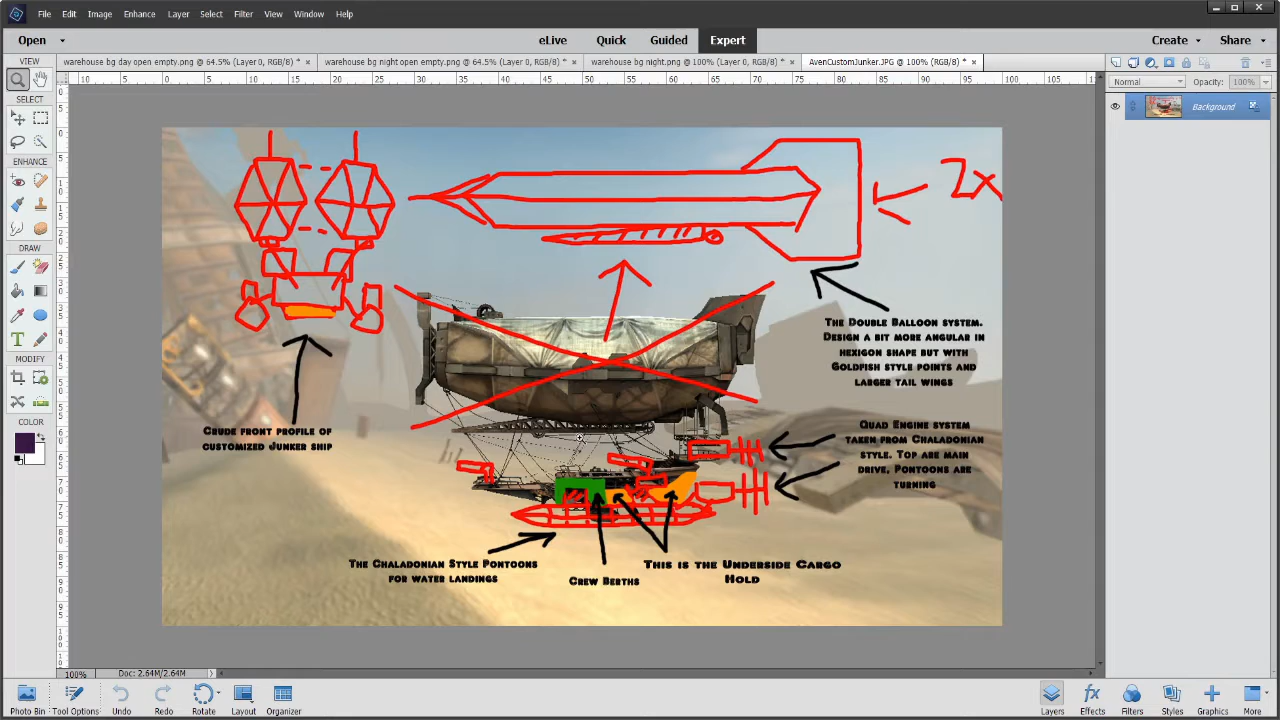 File Edit Image Enhance Layer Select Filter View Window Help
Open eLive Quick Guided Expert Create Share
warehouse bg day open empty.png @ 64.5% (Layer 0, RGB/8) * × warehouse bg night open empty.png @ 64.5% (Layer 0, RGB/8) * × warehouse bg night.png @ 100% (Layer 0, RGB/8) * × AvenCustomJunker.JPG @ 100% (RGB/8) * ×
VIEW
SELECT
ENHANCE
DRAW
MODIFY
COLOR
Normal Opacity: 100%
Background
2x
The Double Balloon system.
Design a bit more angular in
hexigon shape but with
Goldfish style points and
larger tail wings
Crude front profile of
customized Junker ship
Quad Engine system
taken from Chaladonian
style. Top are main
drive, Pontoons are
turning
The Chaladonian Style Pontoons
for water landings
Crew Berths
This is the Underside Cargo
Hold
100% Doc: 2.64M/2.64M
Photo Bin Tool Options Undo Redo Rotate Layout Organizer Layers Effects Filters Styles Graphics More